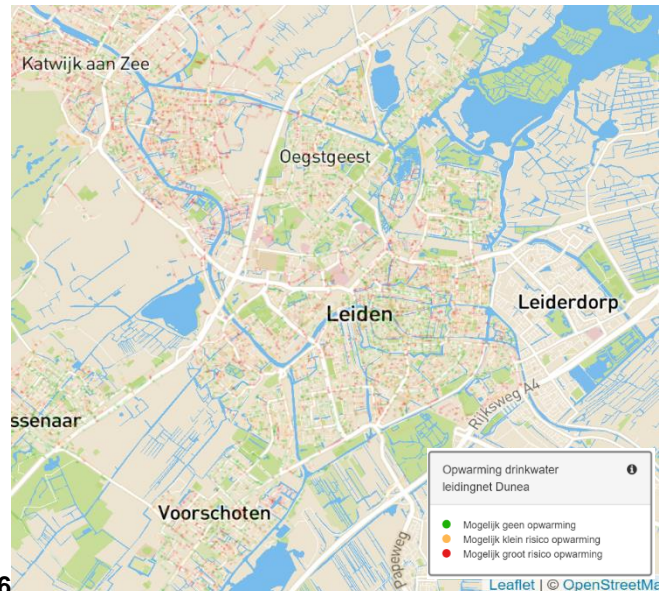 Katwijk aan Zee
Oegstgeest
Leiden
Leiderdorp
Rijksweg A4
ssenaar
Voorschoten
Papeweg
Opwarming drinkwater
leidingnet Dunea
Mogelijk geen opwarming
Mogelijk klein risico opwarming
Mogelijk groot risico opwarming
6
Leaflet | © OpenStreetMa